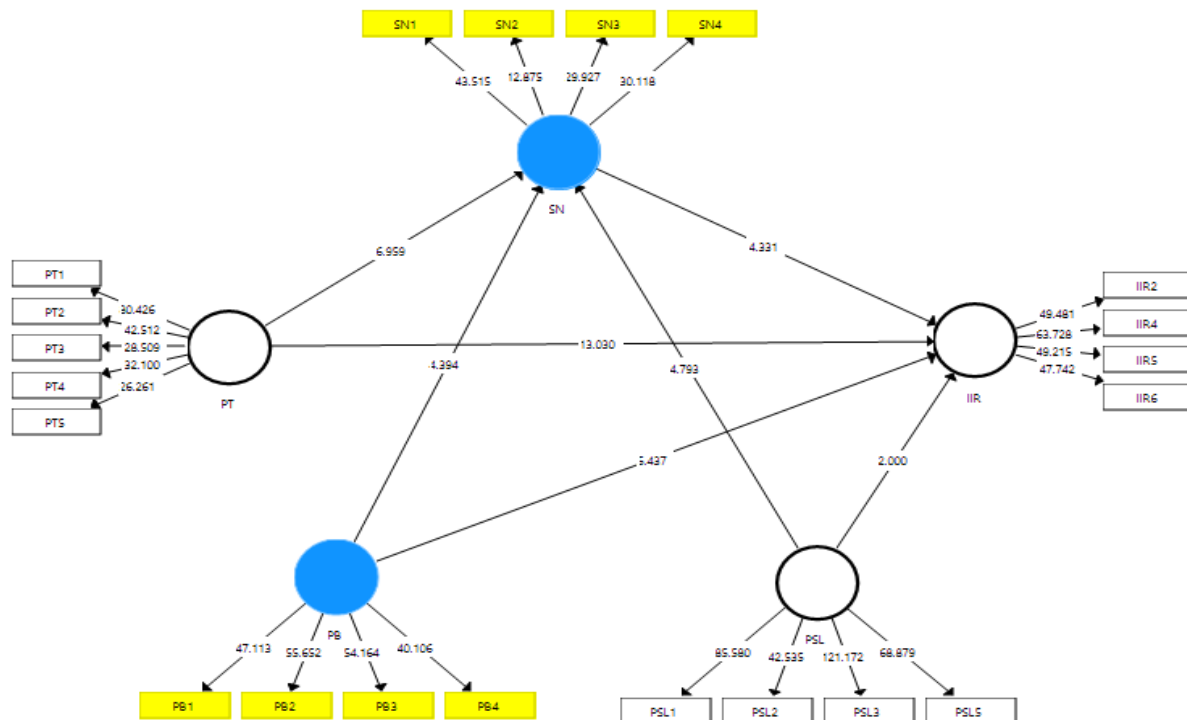 SN1 SN2 SN3 SN4
43.515 12.875 29.927 30.118
SN
6.959
4.331
PT1
PT2
PT3
PT4
PT5
30.426
42.512
28.509
32.100
26.261
PT
13.030
4.394
4.793
IIR2
IIR4
IIR5
IIR6
49.481
63.728
49.215
47.742
IIR
2.000
PB
47.113 55.652 54.164 40.106
PB1 PB2 PB3 PB4
PSL
85.580 42.535 121.172 68.879
PSL1 PSL2 PSL3 PSL5